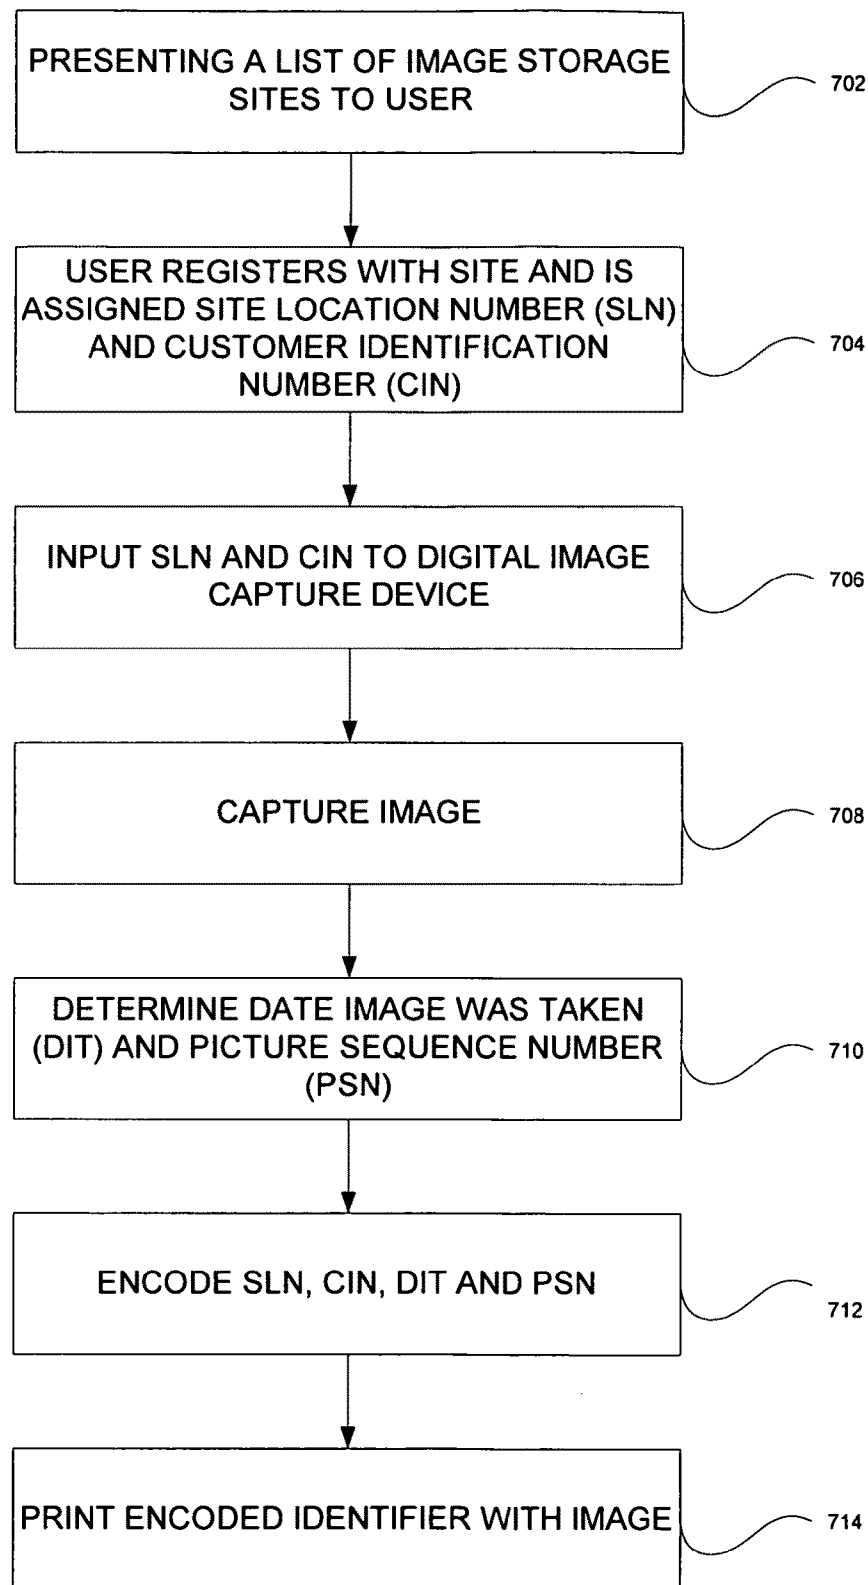 PRESENTING A LIST OF IMAGE STORAGE
SITES TO USER
702
USER REGISTERS WITH SITE AND IS
ASSIGNED SITE LOCATION NUMBER (SLN)
AND CUSTOMER IDENTIFICATION
NUMBER (CIN)
704
INPUT SLN AND CIN TO DIGITAL IMAGE
CAPTURE DEVICE
706
CAPTURE IMAGE
708
DETERMINE DATE IMAGE WAS TAKEN
(DIT) AND PICTURE SEQUENCE NUMBER
(PSN)
710
ENCODE SLN, CIN, DIT AND PSN
712
PRINT ENCODED IDENTIFIER WITH IMAGE
714